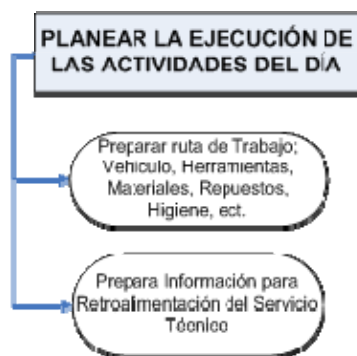 PLANEAR LA EJECUCIÓN DE
LAS ACTIVIDADES DEL DÍA
Preparar ruta de Trabajo;
Vehículo, Herramientas,
Materiales, Repuestos,
Higiene, ect.
Prepara Información para
Retroalimentación del Servicio
Técnico